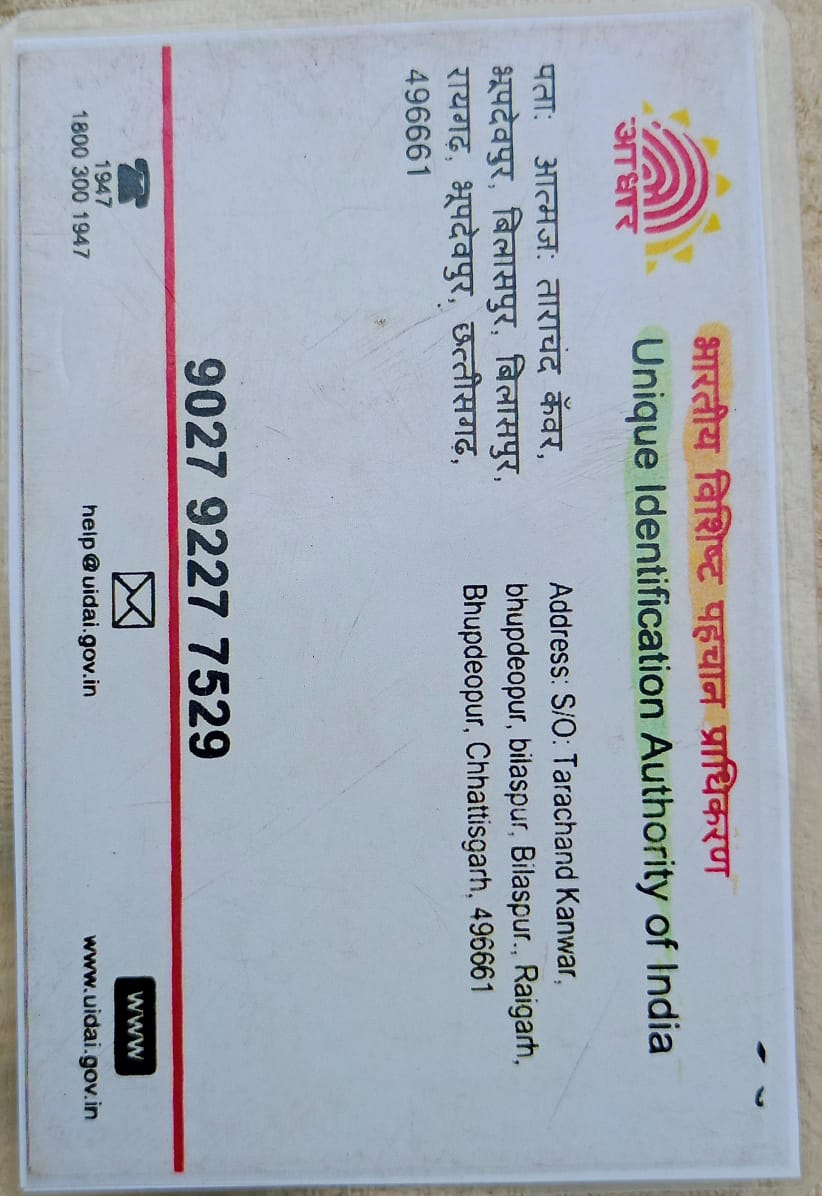 भारतीय विशिष्ट पहचान प्राधिकरण
Unique Identification Authority of India
आधार
पताः आत्मजः ताराचंद कँवर,
भूपदेवपुर, बिलासपुर, बिलासपुर,
रायगढ़, भूपदेवपुर, छत्तीसगढ़,
496661
Address: S/O: Tarachand Kanwar,
bhupdeopur, bilaspur, Bilaspur., Raigarh,
Bhupdeopur, Chhattisgarh, 496661
9027 9227 7529
1947
1800 300 1947
help@uidai.gov.in
www
www.uidai.gov.in